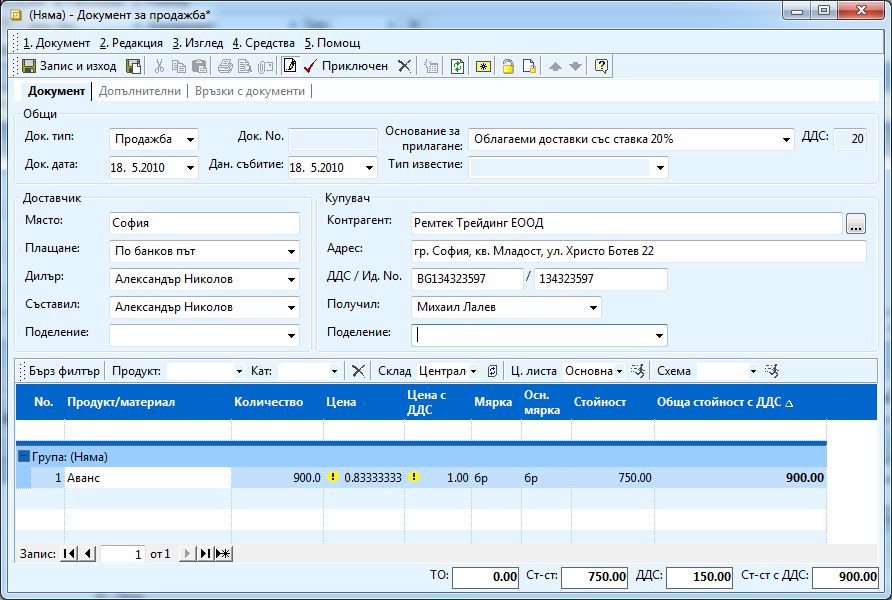 (Няма) - Документ за продажба*
1. Документ 2. Редакция 3. Изглед 4. Средства 5. Помощ
Запис и изход Приключен
Документ Допълнителни Връзки с документи
Общи
Док. тип: Продажба Док. No. Основание за прилагане: Облагаеми доставки със ставка 20% ДДС: 20
Док. дата: 18. 5.2010 Дан. събитие: 18. 5.2010 Тип известие:
Доставчик Купувач
Място: София Контрагент: Ремтек Трейдинг ЕООД ...
Плащане: По банков път Адрес: гр. София, кв. Младост, ул. Христо Ботев 22
Дилър: Александър Николов ДДС / Ид. No. BG134323597 / 134323597
Съставил: Александър Николов Получил: Михаил Лалев
Поделение: Поделение:
Бърз филтър Продукт: Кат: Склад Централ Ц. листа Основна Схема
No. Продукт/материал Количество Цена Цена с ДДС Мярка Осн. мярка Стойност Обща стойност с ДДС
Група: (Няма)
1 Аванс 900.0 0.83333333 1.00 бр бр 750.00 900.00
Запис: 1 от 1
ТО: 0.00 Ст-ст: 750.00 ДДС: 150.00 Ст-ст с ДДС: 900.00